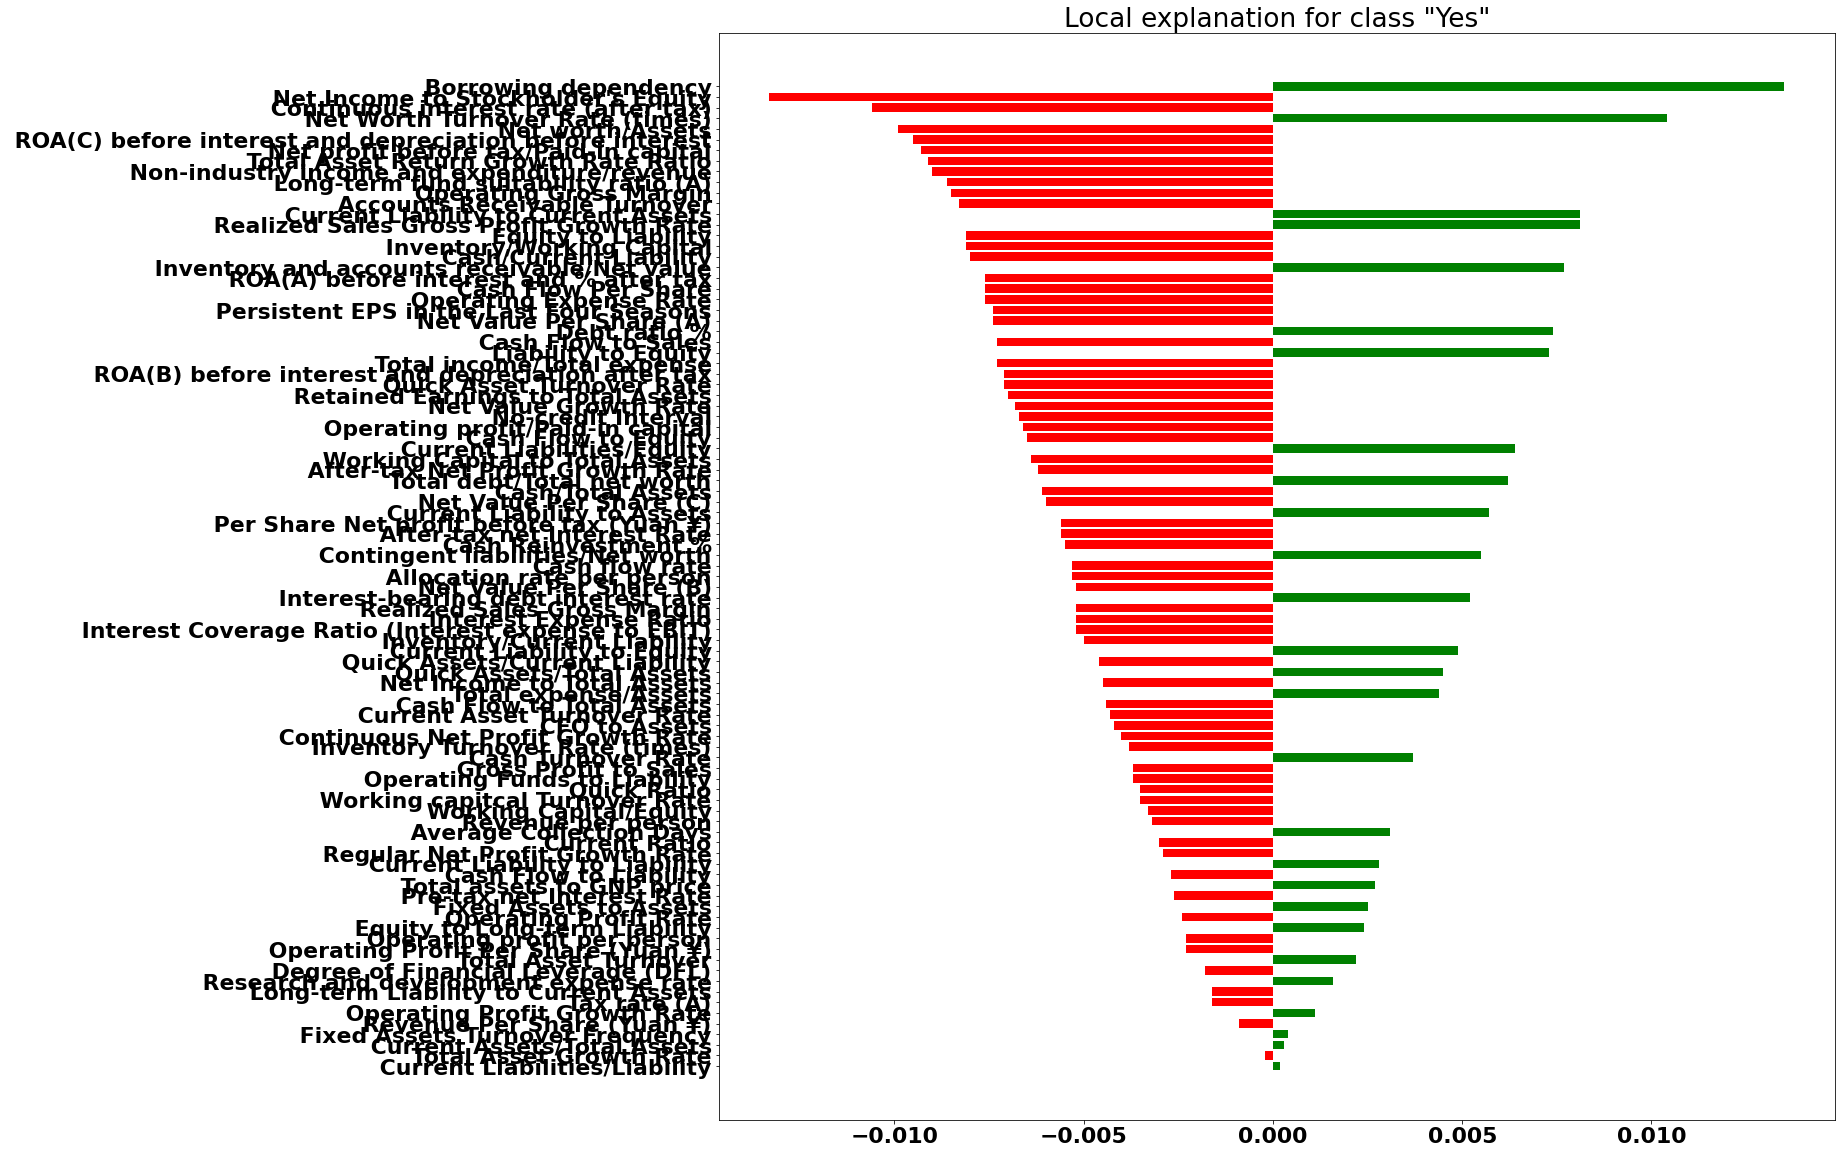 Local explanation for class "Yes"
Borrowing dependency
Net Income to Stockholder's Equity
Continuous interest rate (after tax)
Net Worth Turnover Rate (times)
Net worth/Assets
ROA(C) before interest and depreciation before interest
Net profit before tax/Paid-in capital
Total Asset Return Growth Rate Ratio
Non-industry income and expenditure/revenue
Long-term fund suitability ratio (A)
Operating Gross Margin
Accounts Receivable Turnover
Current Liability to Current Assets
Realized Sales Gross Profit Growth Rate
Equity to Liability
Inventory/Working Capital
Cash/Current Liability
Inventory and accounts receivable/Net value
ROA(A) before interest and % after tax
Cash Flow Per Share
Operating Expense Rate
Persistent EPS in the Last Four Seasons
Net Value Per Share (A)
Debt ratio %
Cash Flow to Sales
Liability to Equity
Total income/Total expense
ROA(B) before interest and depreciation after tax
Quick Asset Turnover Rate
Retained Earnings to Total Assets
Net Value Growth Rate
No-credit Interval
Operating profit/Paid-in capital
Cash Flow to Equity
Current Liabilities/Equity
Working Capital to Total Assets
After-tax Net Profit Growth Rate
Total debt/Total net worth
Cash/Total Assets
Net Value Per Share (C)
Current Liability to Assets
Per Share Net profit before tax (Yuan ¥)
After-tax net Interest Rate
Cash Reinvestment %
Contingent liabilities/Net worth
Cash flow rate
Allocation rate per person
Net Value Per Share (B)
Interest-bearing debt interest rate
Realized Sales Gross Margin
Interest Expense Ratio
Interest Coverage Ratio (Interest expense to EBIT)
Inventory/Current Liability
Current Liability to Equity
Quick Assets/Current Liability
Quick Assets/Total Assets
Net Income to Total Assets
Total expense/Assets
Cash Flow to Total Assets
Current Asset Turnover Rate
CFO to Assets
Continuous Net Profit Growth Rate
Inventory Turnover Rate (times)
Cash Turnover Rate
Gross Profit to Sales
Operating Funds to Liability
Quick Ratio
Working capitcal Turnover Rate
Working Capital/Equity
Revenue per person
Average Collection Days
Current Ratio
Regular Net Profit Growth Rate
Current Liability to Liability
Cash Flow to Liability
Total assets to GNP price
Pre-tax net Interest Rate
Fixed Assets to Assets
Operating Profit Rate
Equity to Long-term Liability
Operating profit per person
Operating Profit Per Share (Yuan ¥)
Total Asset Turnover
Degree of Financial Leverage (DFL)
Research and development expense rate
Long-term Liability to Current Assets
Tax rate (A)
Operating Profit Growth Rate
Revenue Per Share (Yuan ¥)
Fixed Assets Turnover Frequency
Current Assets/Total Assets
Total Asset Growth Rate
Current Liabilities/Liability
−0.010 −0.005 0.000 0.005 0.010